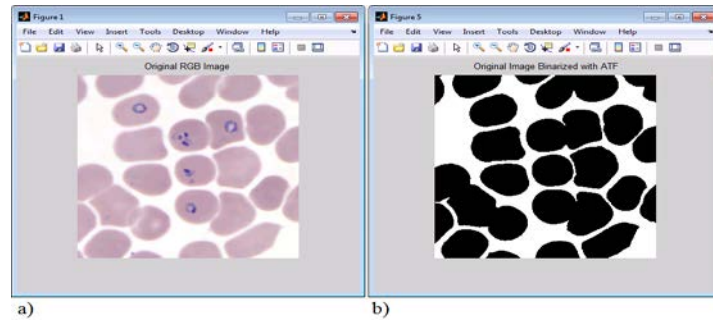 Figure 1
File Edit View Insert Tools Desktop Window Help
Original RGB Image
a)
Figure 5
File Edit View Insert Tools Desktop Window Help
Original Image Binarized with ATF
b)